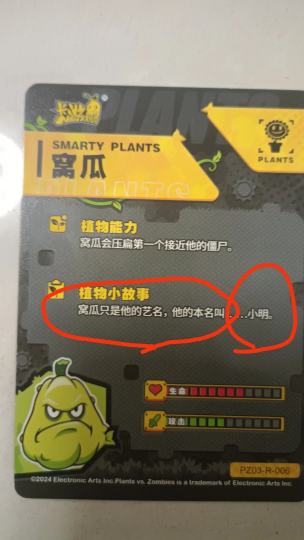 SMARTY PLANTS
窝瓜
PLANTS
植物能力
窝瓜会压扁第一个接近他的僵尸。
植物小故事
窝瓜只是他的艺名，他的本名叫……小明。
生命
攻击
PZ03-R-006
©2024 Electronic Arts Inc.Plants vs. Zombies is a trademark of Electronic Arts Inc